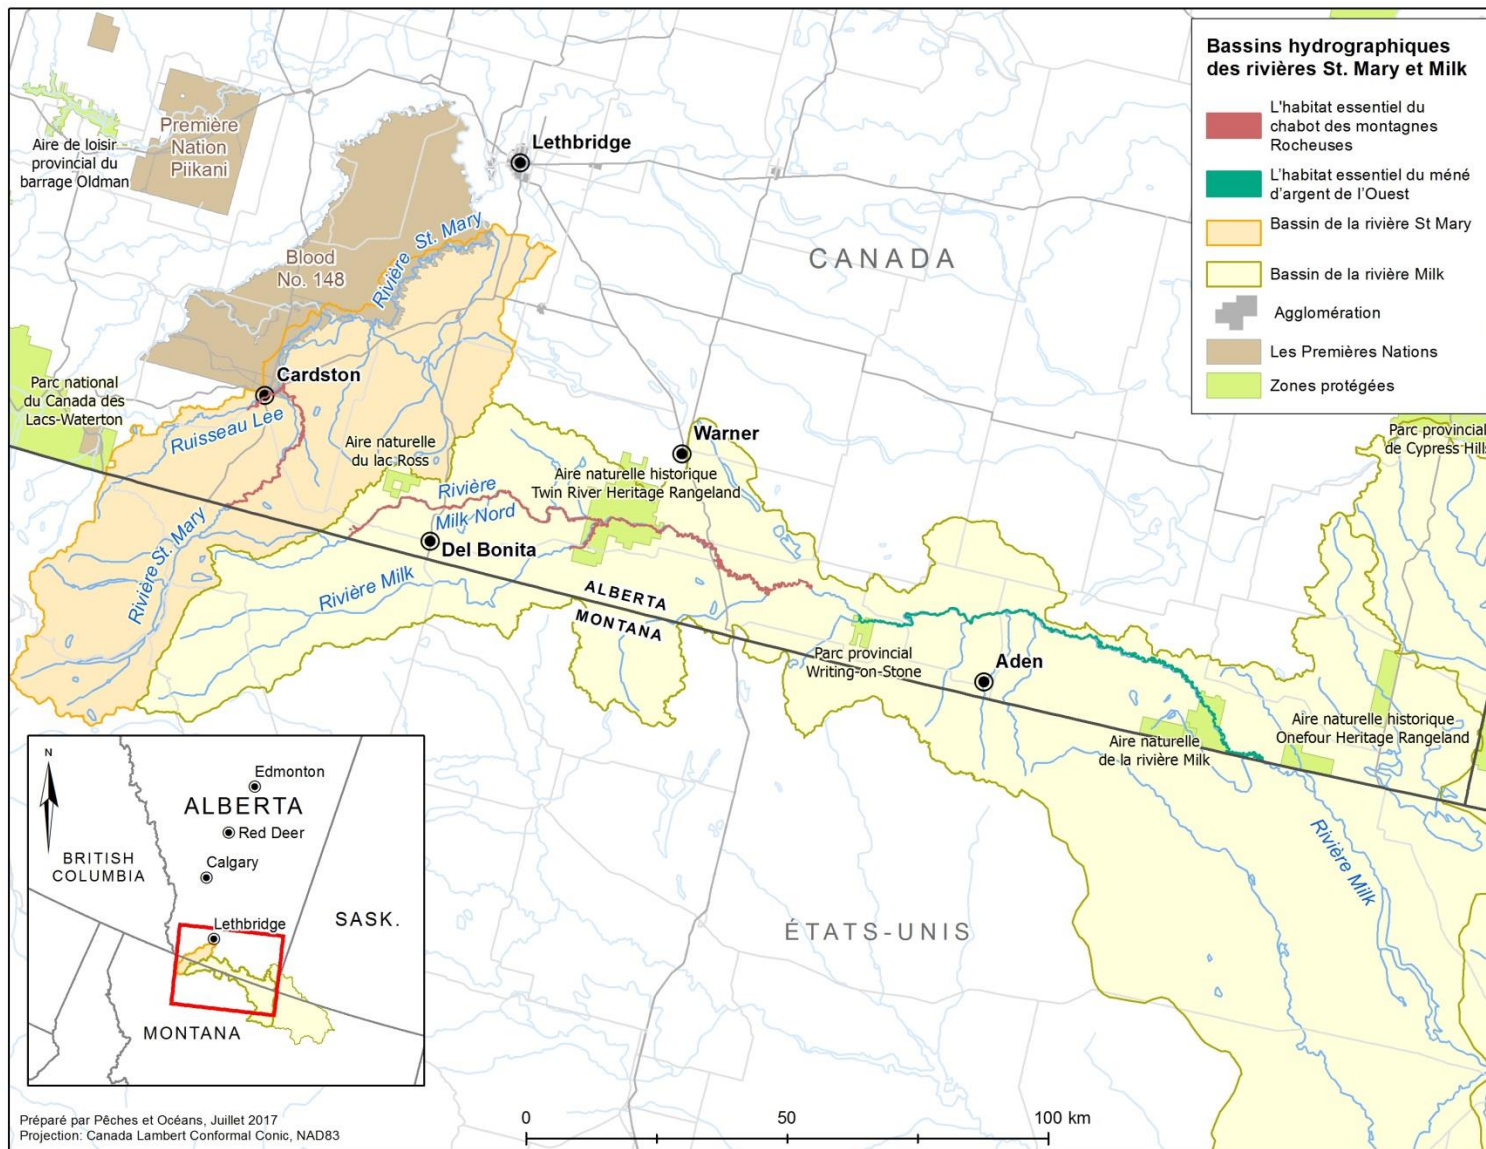 Bassins hydrographiques
des rivières St. Mary et Milk
L'habitat essentiel du
chabot des montagnes
Rocheuses
L'habitat essentiel du méné
d'argent de l'Ouest
Bassin de la rivière St Mary
Bassin de la rivière Milk
Agglomération
Les Premières Nations
Zones protégées
Première
Nation
Piikani
Aire de loisir
provincial du
barrage Oldman
Lethbridge
Blood
No. 148
Rivière St. Mary
CANADA
Parc national
du Canada des
Lacs-Waterton
Cardston
Ruisseau Lee
Aire naturelle
du lac Ross
Warner
Aire naturelle historique
Twin River Heritage Rangeland
Parc provincial
de Cypress Hills
Rivière
Milk Nord
Del Bonita
Rivière St. Mary
Rivière Milk
ALBERTA
MONTANA
Parc provincial
Writing-on-Stone
Aden
Aire naturelle
de la rivière Milk
Aire naturelle historique
Onefour Heritage Rangeland
Rivière Milk
ÉTATS-UNIS
N
Edmonton
ALBERTA
Red Deer
BRITISH
COLUMBIA
Calgary
Lethbridge
SASK.
MONTANA
Préparé par Pêches et Océans, Juillet 2017
Projection: Canada Lambert Conformal Conic, NAD83
0 50 100 km